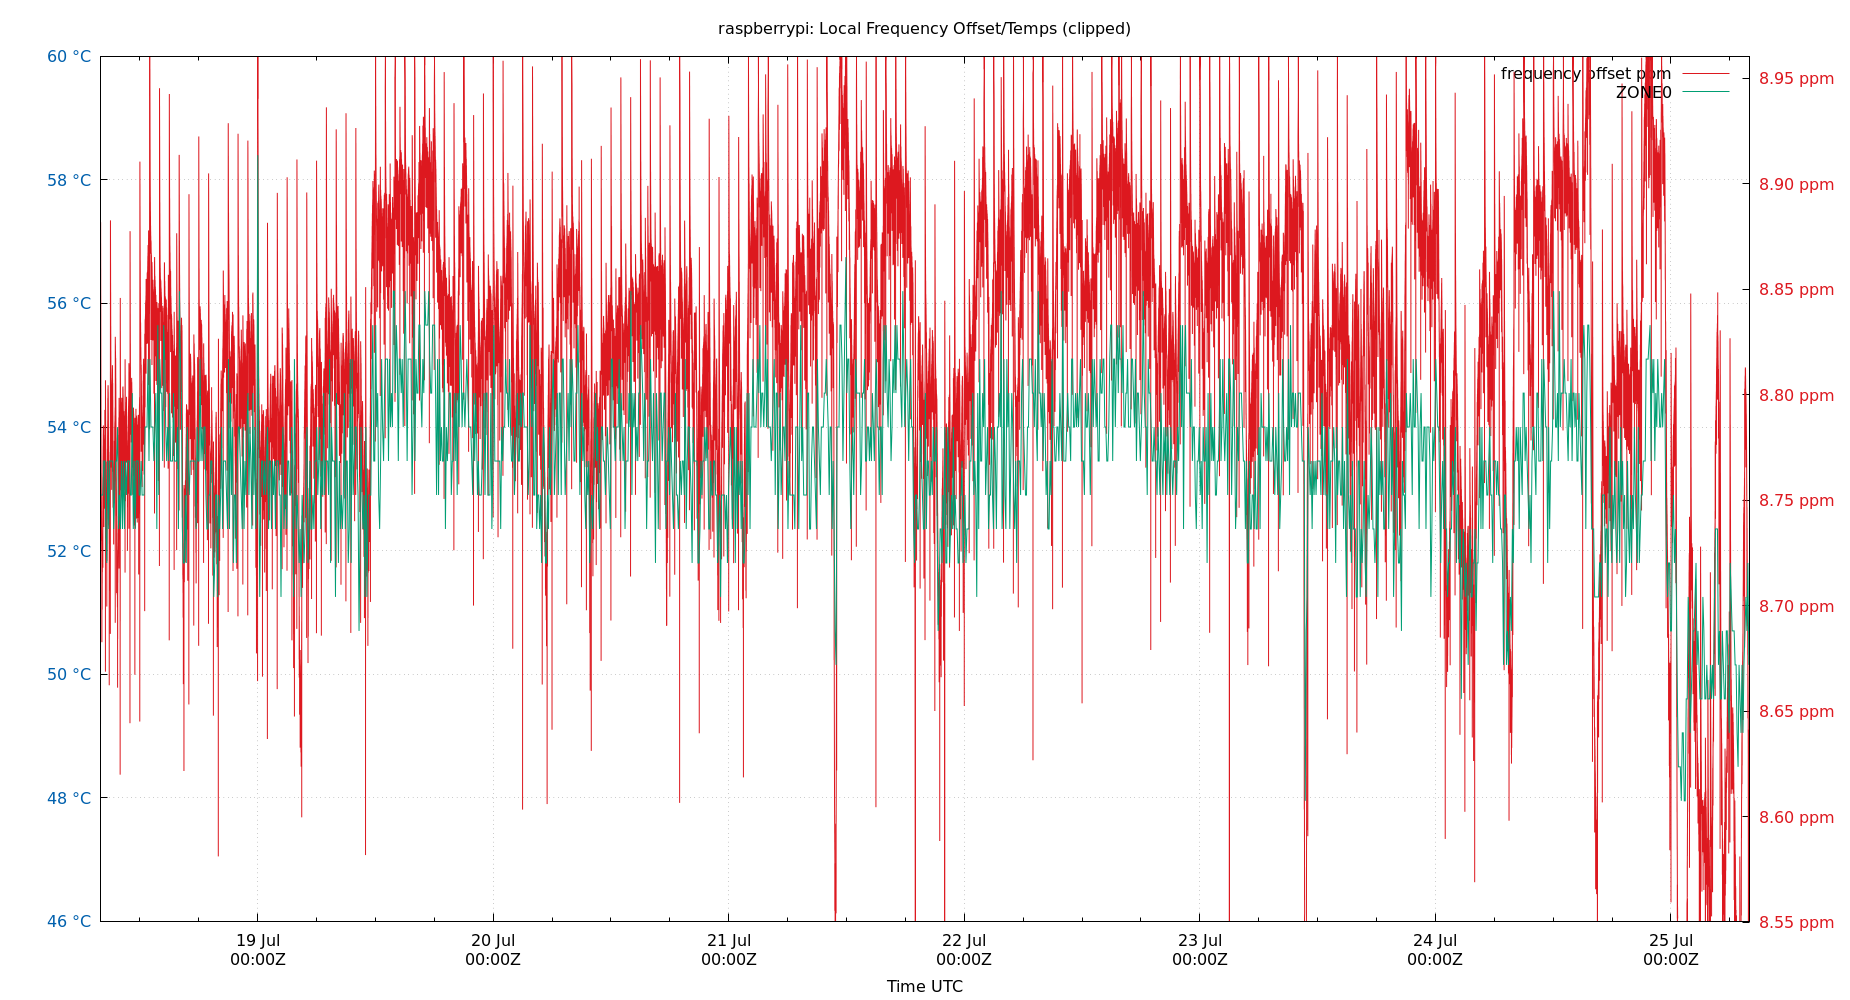 raspberrypi: Local Frequency Offset/Temps (clipped)
60 °C
58 °C
56 °C
54 °C
52 °C
50 °C
48 °C
46 °C
frequency offset ppm
ZONE0
8.95 ppm
8.90 ppm
8.85 ppm
8.80 ppm
8.75 ppm
8.70 ppm
8.65 ppm
8.60 ppm
8.55 ppm
19 Jul
00:00Z
20 Jul
00:00Z
21 Jul
00:00Z
22 Jul
00:00Z
23 Jul
00:00Z
24 Jul
00:00Z
25 Jul
00:00Z
Time UTC